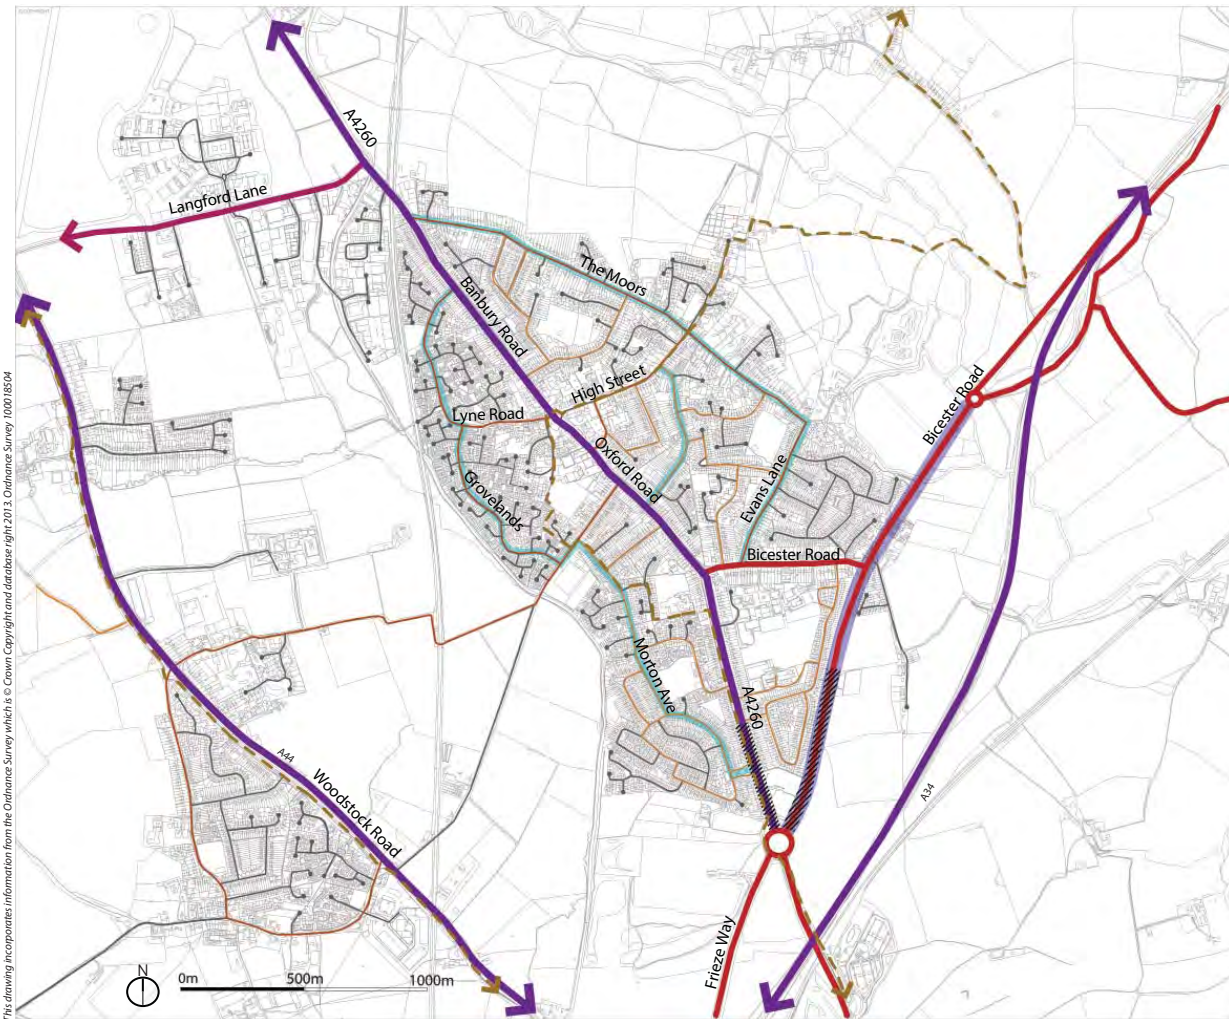 A4260
Langford Lane
The Moors
Banbury Road
High Street
Lyne Road
Bicester Road
Oxford Road
Grovelands
Evans Lane
Bicester Road
Morton Ave
A4260
A44
Woodstock Road
A34
Frieze Way
N
0m 500m 1000m
This drawing incorporates information from the Ordnance Survey which is © Crown Copyright and database right 2013. Ordnance Survey 100018504